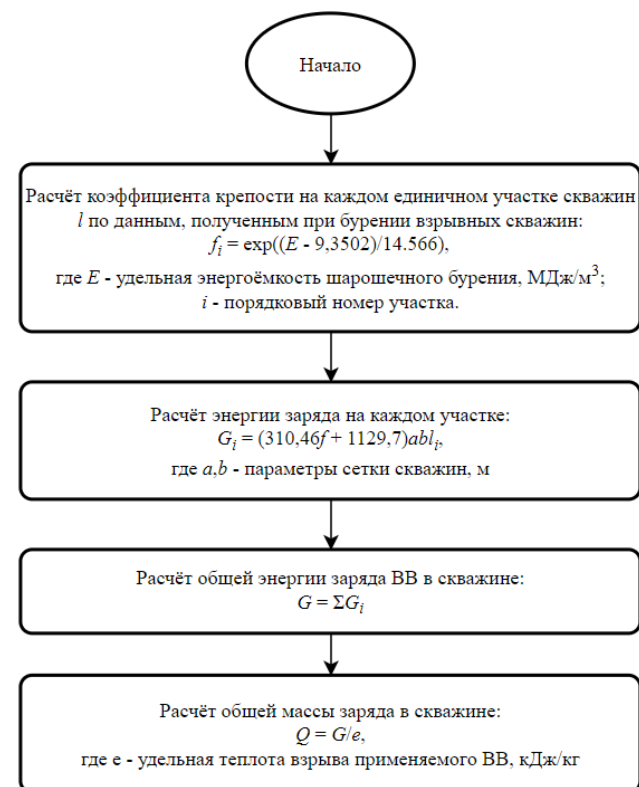 Начало
Расчёт коэффициента крепости на каждом единичном участке скважин
l по данным, полученным при бурении взрывных скважин:
fi = exp((E - 9,3502)/14.566),
где E - удельная энергоёмкость шарошечного бурения, МДж/м³;
i - порядковый номер участка.
Расчёт энергии заряда на каждом участке:
Gi = (310,46f + 1129,7)abli,
где a,b - параметры сетки скважин, м
Расчёт общей энергии заряда ВВ в скважине:
G = ΣGi
Расчёт общей массы заряда в скважине:
Q = G/e,
где е - удельная теплота взрыва применяемого ВВ, кДж/кг